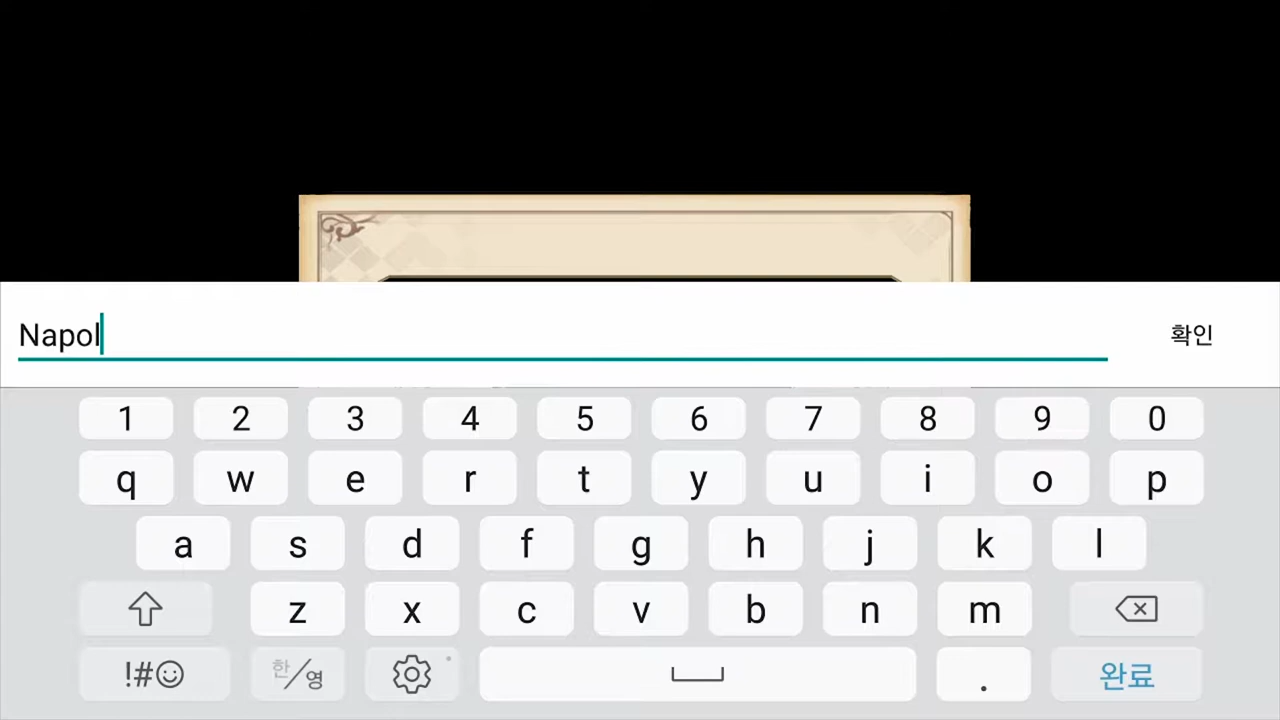 Napol
확인
1 2 3 4 5 6 7 8 9 0
q w e r t y u i o p
a s d f g h j k l
z x c v b n m
!#☺ 한/영 . 완료